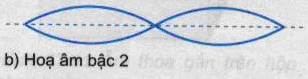 b) Hoạ âm bậc 2